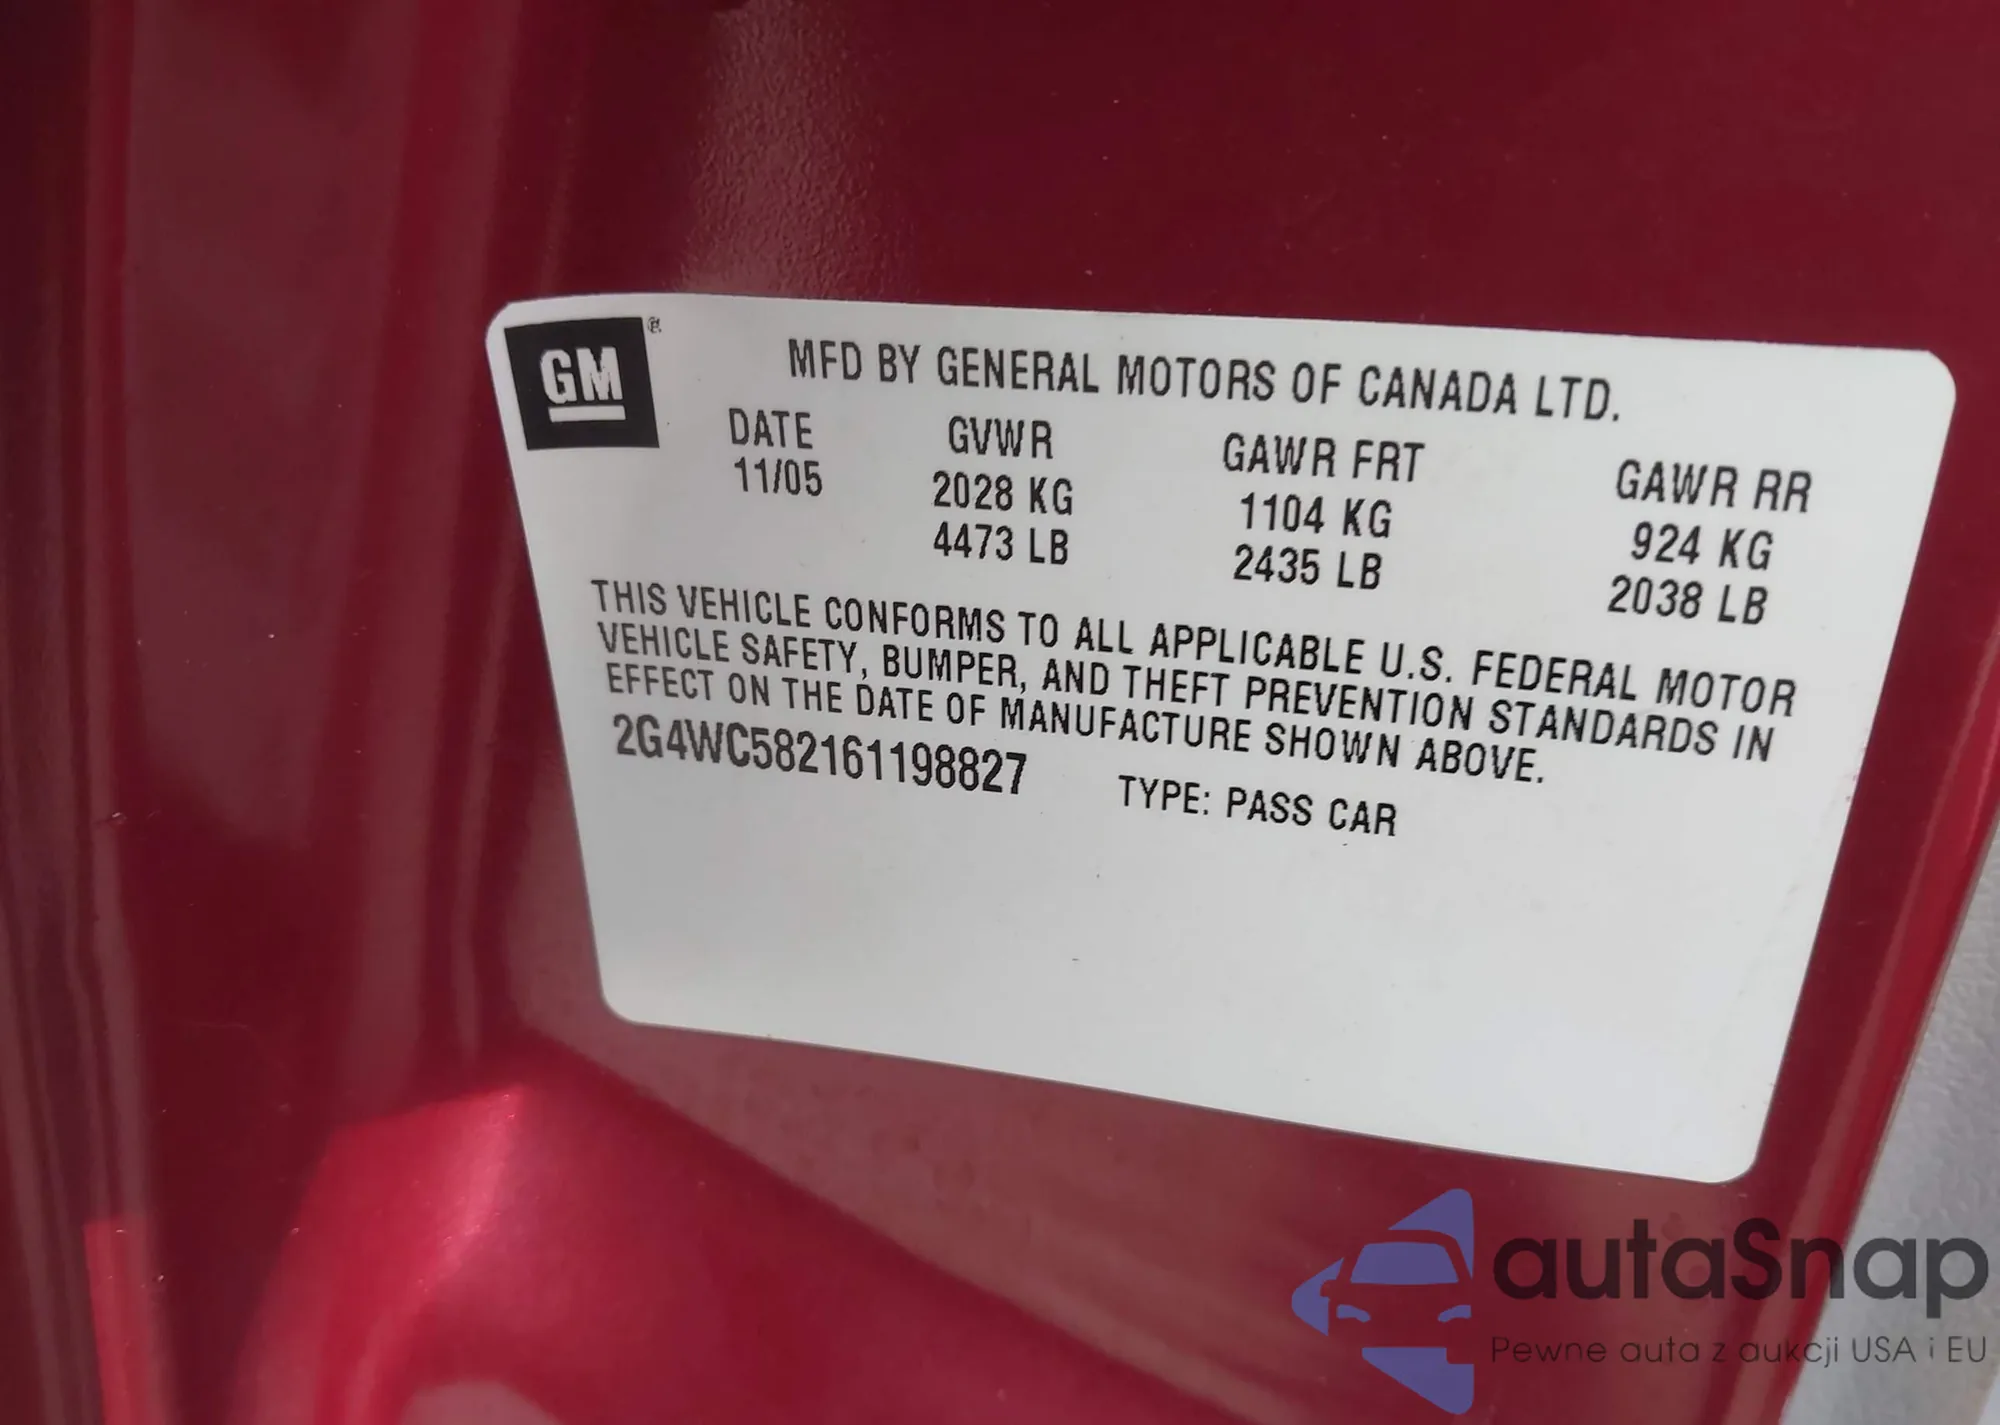 GM ®
MFD BY GENERAL MOTORS OF CANADA LTD.
DATE GVWR GAWR FRT GAWR RR
11/05 2028 KG 1104 KG 924 KG
4473 LB 2435 LB 2038 LB
THIS VEHICLE CONFORMS TO ALL APPLICABLE U.S. FEDERAL MOTOR
VEHICLE SAFETY, BUMPER, AND THEFT PREVENTION STANDARDS IN
EFFECT ON THE DATE OF MANUFACTURE SHOWN ABOVE.
2G4WC582161198827 TYPE: PASS CAR
autaSnap
Pewne auta z aukcji USA i EU